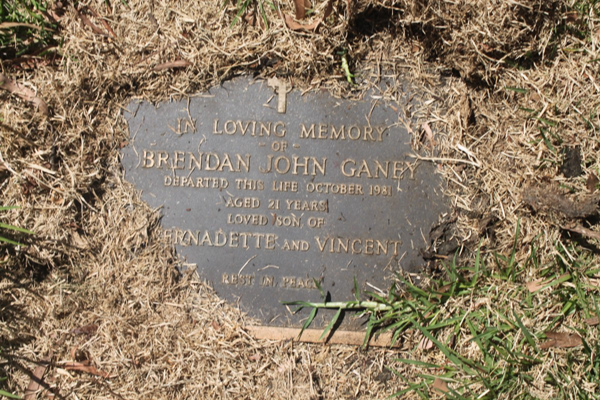 IN LOVING MEMORY
- OF -
BRENDAN JOHN GANEY
DEPARTED THIS LIFE OCTOBER 1981
AGED 21 YEARS
LOVED SON OF
ERNADETTE AND VINCENT
REST IN PEACE